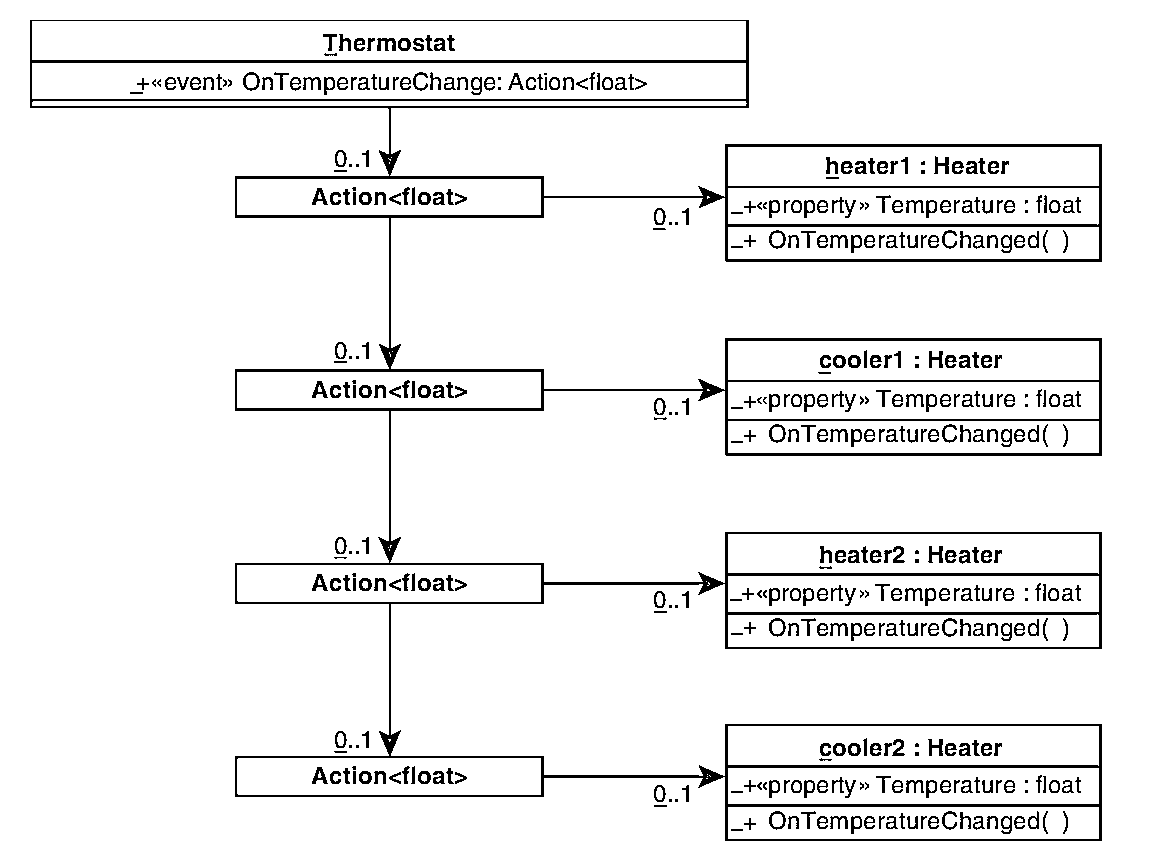 Thermostat
+«event» OnTemperatureChange: Action<float>
0..1
Action<float>
0..1
heater1 : Heater
+«property» Temperature : float
+ OnTemperatureChanged( )
0..1
Action<float>
0..1
cooler1 : Heater
+«property» Temperature : float
+ OnTemperatureChanged( )
0..1
Action<float>
0..1
heater2 : Heater
+«property» Temperature : float
+ OnTemperatureChanged( )
0..1
Action<float>
0..1
cooler2 : Heater
+«property» Temperature : float
+ OnTemperatureChanged( )